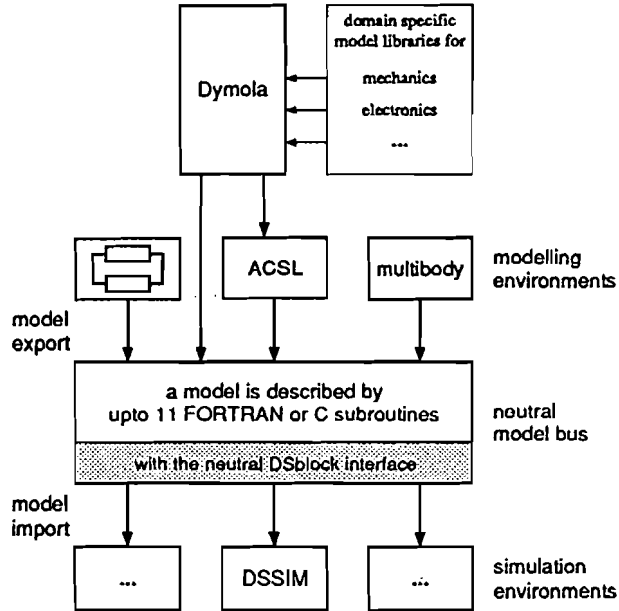 domain specific
model libraries for
Dymola
mechanics
electronics
...
ACSL
multibody
modelling
environments
model
export
a model is described by
upto 11 FORTRAN or C subroutines
neutral
model bus
with the neutral DSblock interface
model
import
...
DSSIM
...
simulation
environments